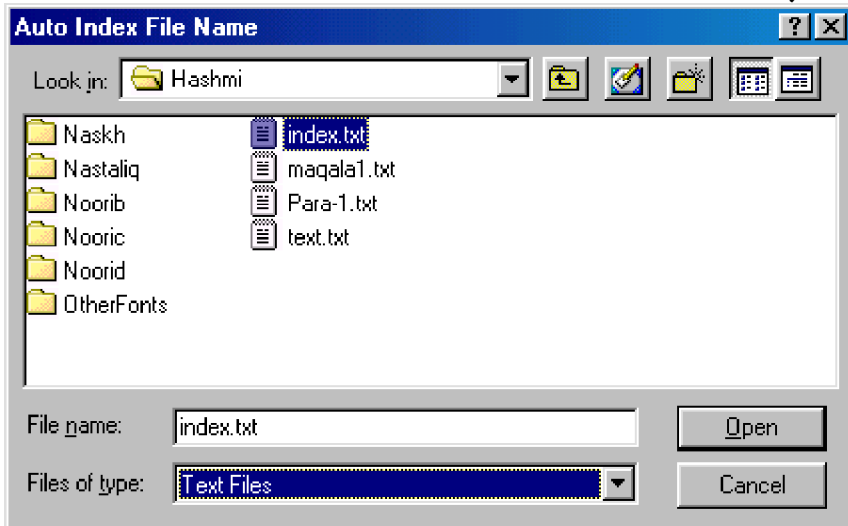 Auto Index File Name
Look in: Hashmi
Naskh index.txt
Nastaliq maqala1.txt
Noorib Para-1.txt
Nooric text.txt
Noorid
OtherFonts
File name: index.txt Open
Files of type: Text Files Cancel